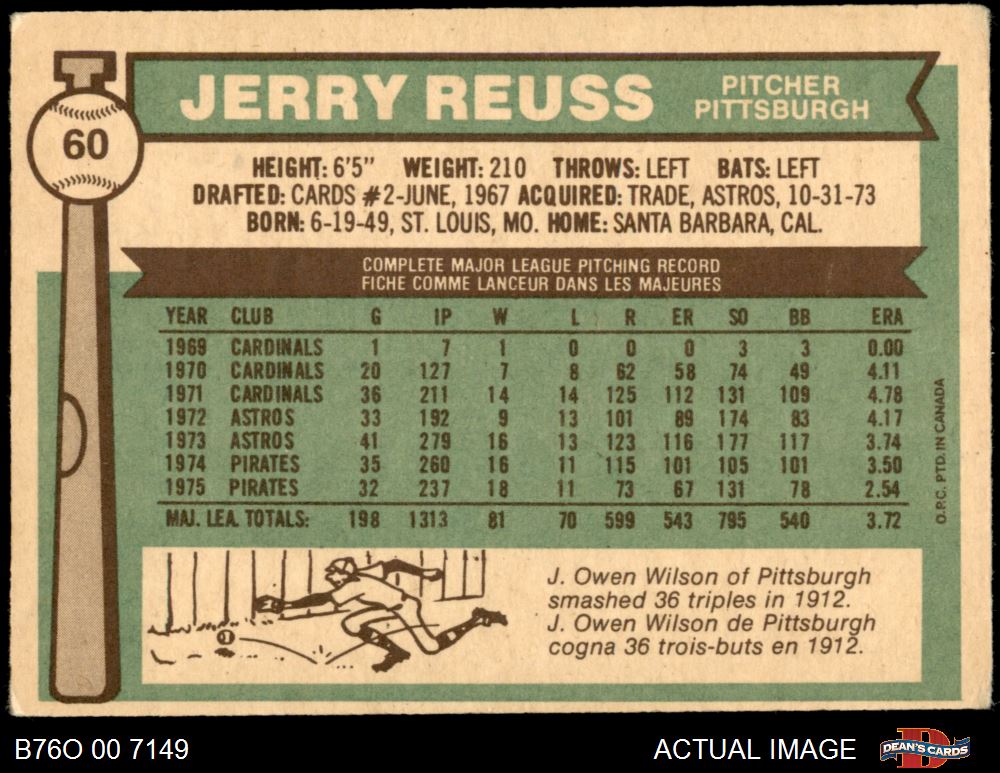 60
JERRY REUSS
PITCHER
PITTSBURGH
HEIGHT: 6'5" WEIGHT: 210 THROWS: LEFT BATS: LEFT
DRAFTED: CARDS #2-JUNE, 1967 ACQUIRED: TRADE, ASTROS, 10-31-73
BORN: 6-19-49, ST. LOUIS, MO. HOME: SANTA BARBARA, CAL.
COMPLETE MAJOR LEAGUE PITCHING RECORD
FICHE COMME LANCEUR DANS LES MAJEURES
YEAR CLUB G IP W L R ER SO BB ERA
1969 CARDINALS 1 7 1 0 0 0 3 3 0.00
1970 CARDINALS 20 127 7 8 62 58 74 49 4.11
1971 CARDINALS 36 211 14 14 125 112 131 109 4.78
1972 ASTROS 33 192 9 13 101 89 174 83 4.17
1973 ASTROS 41 279 16 13 123 116 177 117 3.74
1974 PIRATES 35 260 16 11 115 101 105 101 3.50
1975 PIRATES 32 237 18 11 73 67 131 78 2.54
MAJ. LEA. TOTALS: 198 1313 81 70 599 543 795 540 3.72
O.P.C. PTD. IN CANADA
J. Owen Wilson of Pittsburgh
smashed 36 triples in 1912.
J. Owen Wilson de Pittsburgh
cogna 36 trois-buts en 1912.
B76O 00 7149
ACTUAL IMAGE
DEAN'S CARDS